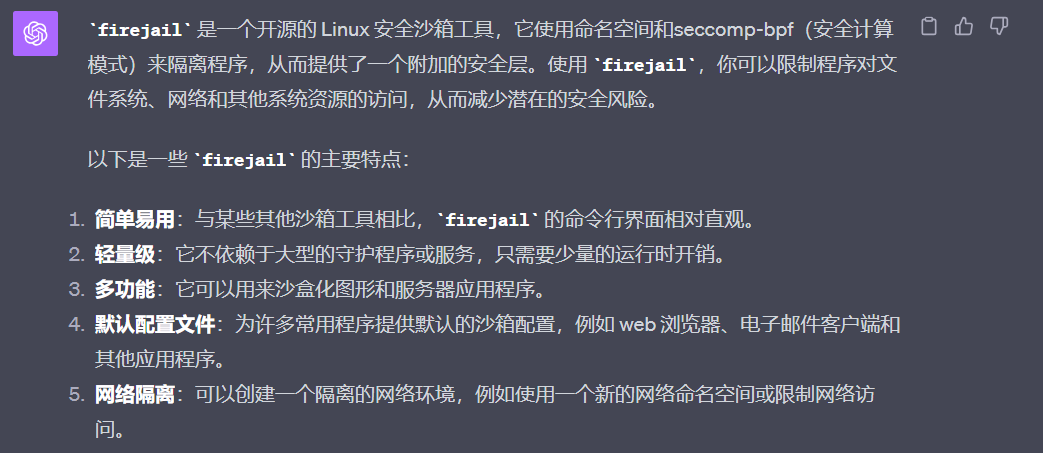 `firejail` 是一个开源的 Linux 安全沙箱工具，它使用命名空间和seccomp-bpf（安全计算
模式）来隔离程序，从而提供了一个附加的安全层。使用 `firejail`，你可以限制程序对文
件系统、网络和其他系统资源的访问，从而减少潜在的安全风险。
以下是一些 `firejail` 的主要特点：
1. 简单易用：与某些其他沙箱工具相比，`firejail` 的命令行界面相对直观。
2. 轻量级：它不依赖于大型的守护程序或服务，只需要少量的运行时开销。
3. 多功能：它可以用来沙盒化图形和服务器应用程序。
4. 默认配置文件：为许多常用程序提供默认的沙箱配置，例如 web 浏览器、电子邮件客户端和
其他应用程序。
5. 网络隔离：可以创建一个隔离的网络环境，例如使用一个新的网络命名空间或限制网络访
问。